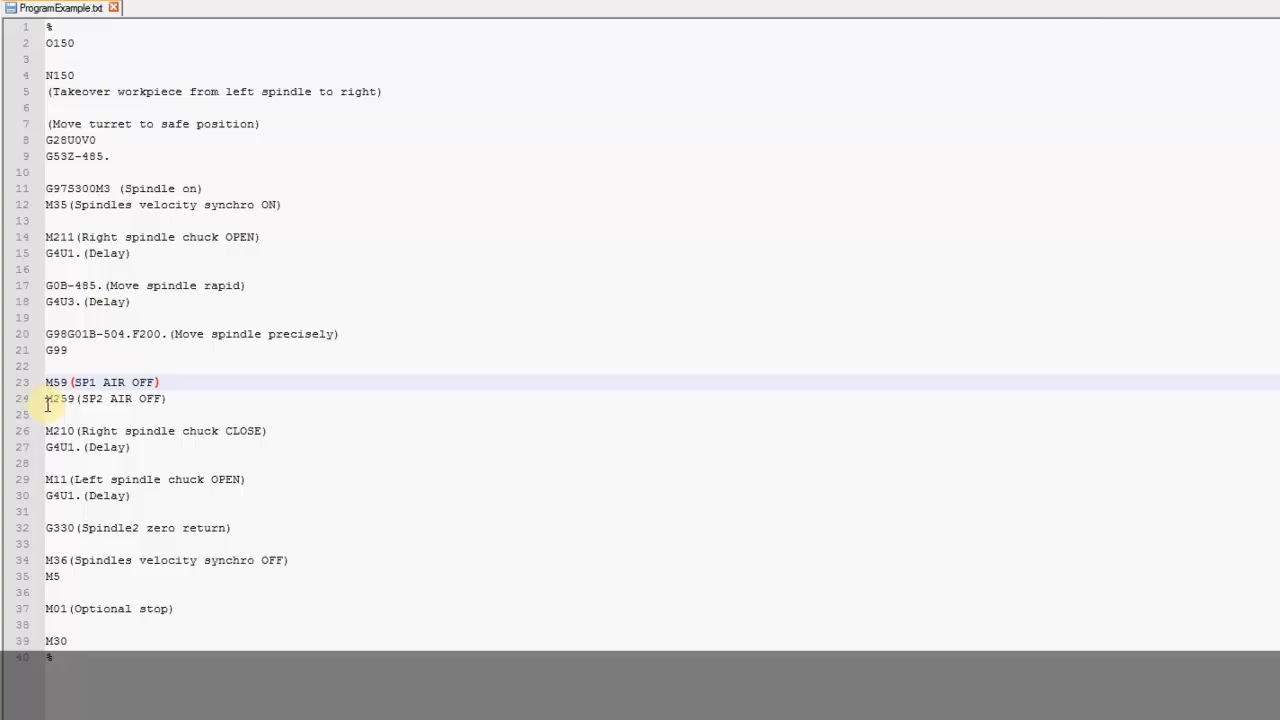 ProgramExample.txt
1 %
2 O150
3
4 N150
5 (Takeover workpiece from left spindle to right)
6
7 (Move turret to safe position)
8 G28U0V0
9 G53Z-485.
10
11 G97S300M3 (Spindle on)
12 M35(Spindles velocity synchro ON)
13
14 M211(Right spindle chuck OPEN)
15 G4U1.(Delay)
16
17 G0B-485.(Move spindle rapid)
18 G4U3.(Delay)
19
20 G98G01B-504.F200.(Move spindle precisely)
21 G99
22
23 M59(SP1 AIR OFF)
24 M259(SP2 AIR OFF)
25
26 M210(Right spindle chuck CLOSE)
27 G4U1.(Delay)
28
29 M11(Left spindle chuck OPEN)
30 G4U1.(Delay)
31
32 G330(Spindle2 zero return)
33
34 M36(Spindles velocity synchro OFF)
35 M5
36
37 M01(Optional stop)
38
39 M30
40 %